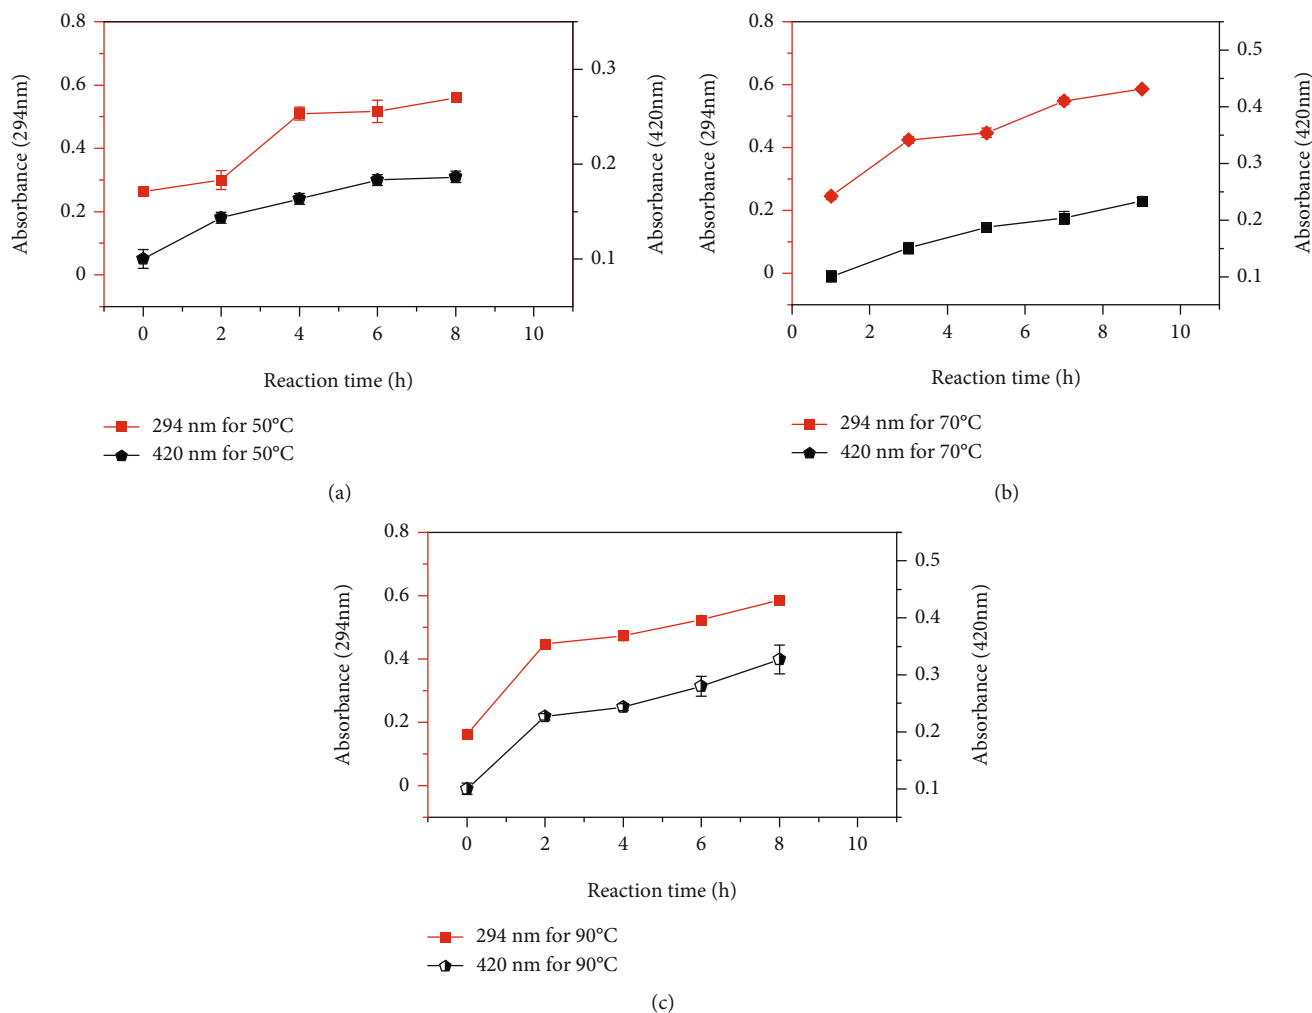 0.8
0.6
0.4
0.2
0
Absorbance (294nm)
0.3
0.2
0.1
Absorbance (420nm)
0 2 4 6 8 10
Reaction time (h)
294 nm for 50°C
420 nm for 50°C
(a)
0.8
0.6
0.4
0.2
0
Absorbance (294nm)
0.5
0.4
0.3
0.2
0.1
Absorbance (420nm)
0 2 4 6 8 10
Reaction time (h)
294 nm for 70°C
420 nm for 70°C
(b)
0.8
0.6
0.4
0.2
0
Absorbance (294nm)
0.5
0.4
0.3
0.2
0.1
Absorbance (420nm)
0 2 4 6 8 10
Reaction time (h)
294 nm for 90°C
420 nm for 90°C
(c)